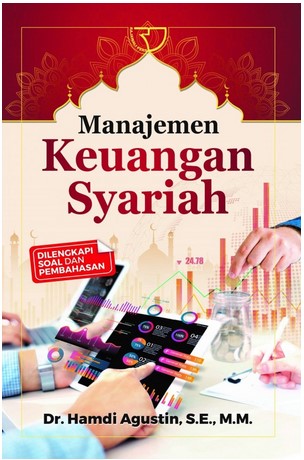 Manajemen
Keuangan
Syariah
DILENGKAPI
SOAL DAN
PEMBAHASAN
24.78
Dr. Hamdi Agustin, S.E., M.M.